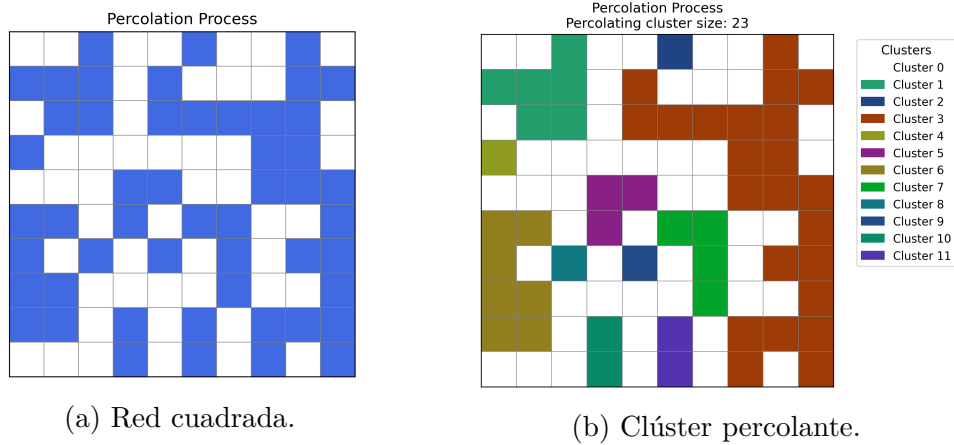 Percolation Process
(a) Red cuadrada.
Percolation Process
Percolating cluster size: 23
Clusters
Cluster 0
Cluster 1
Cluster 2
Cluster 3
Cluster 4
Cluster 5
Cluster 6
Cluster 7
Cluster 8
Cluster 9
Cluster 10
Cluster 11
(b) Clúster percolante.